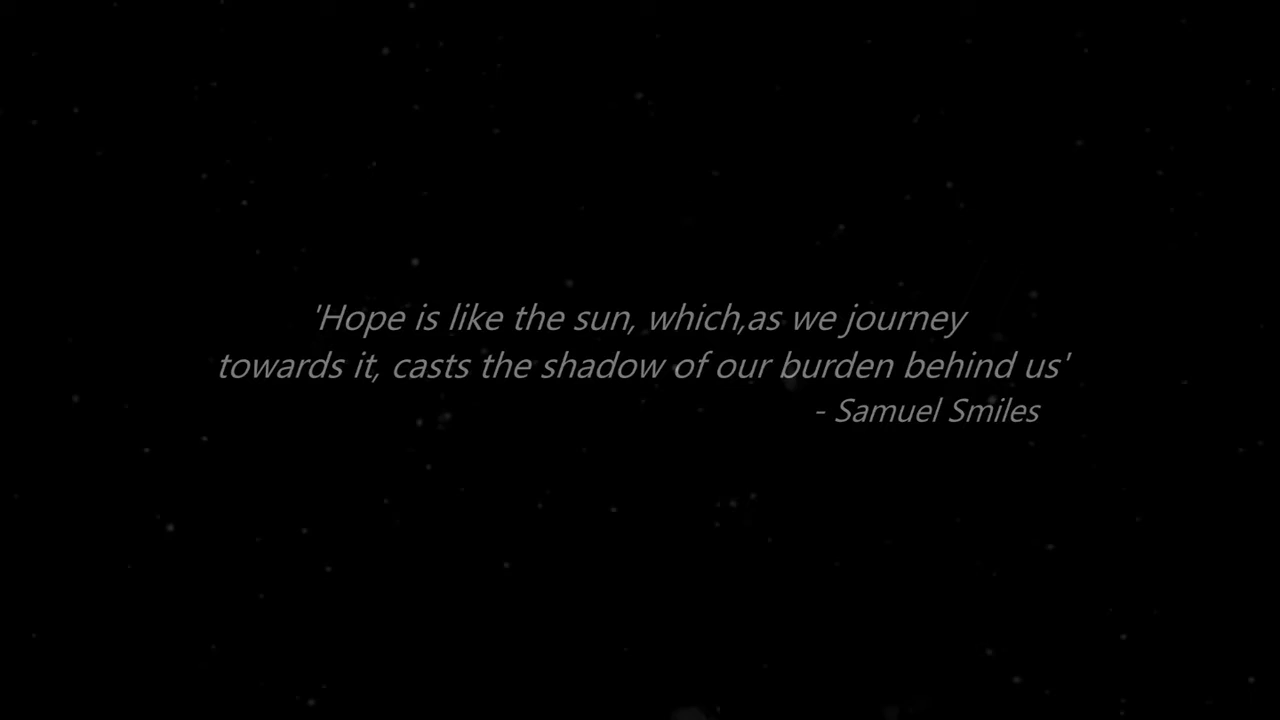 'Hope is like the sun, which,as we journey
towards it, casts the shadow of our burden behind us'
- Samuel Smiles